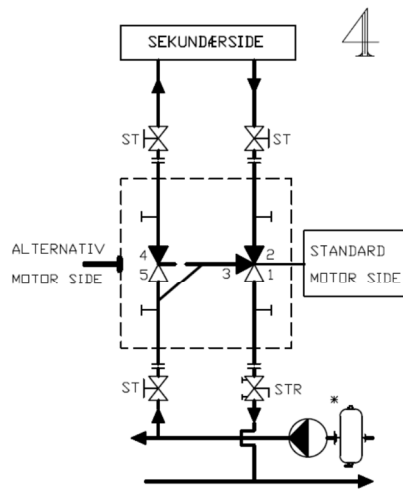 SEKUNDÆRSIDE
4
ST
ST
ALTERNATIV
MOTOR SIDE
4
5
2
3
1
STANDARD
MOTOR SIDE
ST
STR
*